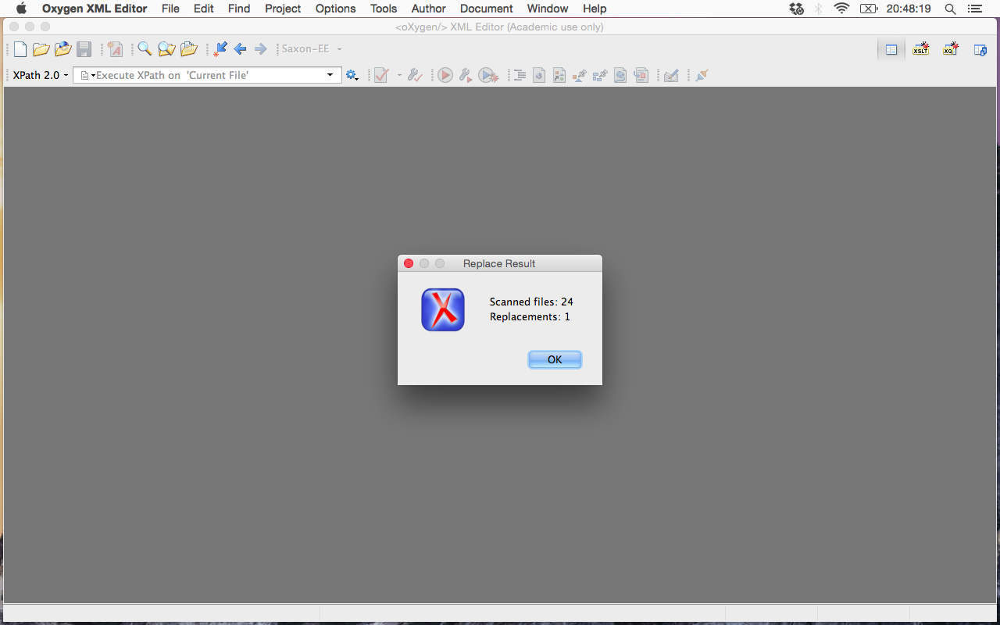 Oxygen XML Editor File Edit Find Project Options Tools Author Document Window Help 20:48:19
<oXygen/> XML Editor (Academic use only)
Saxon-EE
XSLT
XQ
XPath 2.0 Execute XPath on 'Current File'
Replace Result
Scanned files: 24
Replacements: 1
OK